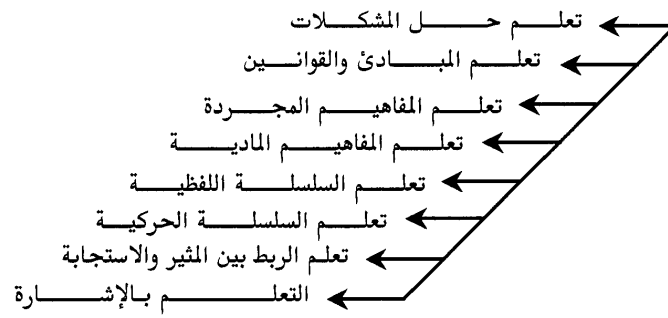 تعلم حل المشكلات
تعلم المبادئ والقوانين
تعلم المفاهيم المجردة
تعلم المفاهيم المادية
تعلم السلسلة اللفظية
تعلم السلسلة الحركية
تعلم الربط بين المثير والاستجابة
التعلم بالإشارة